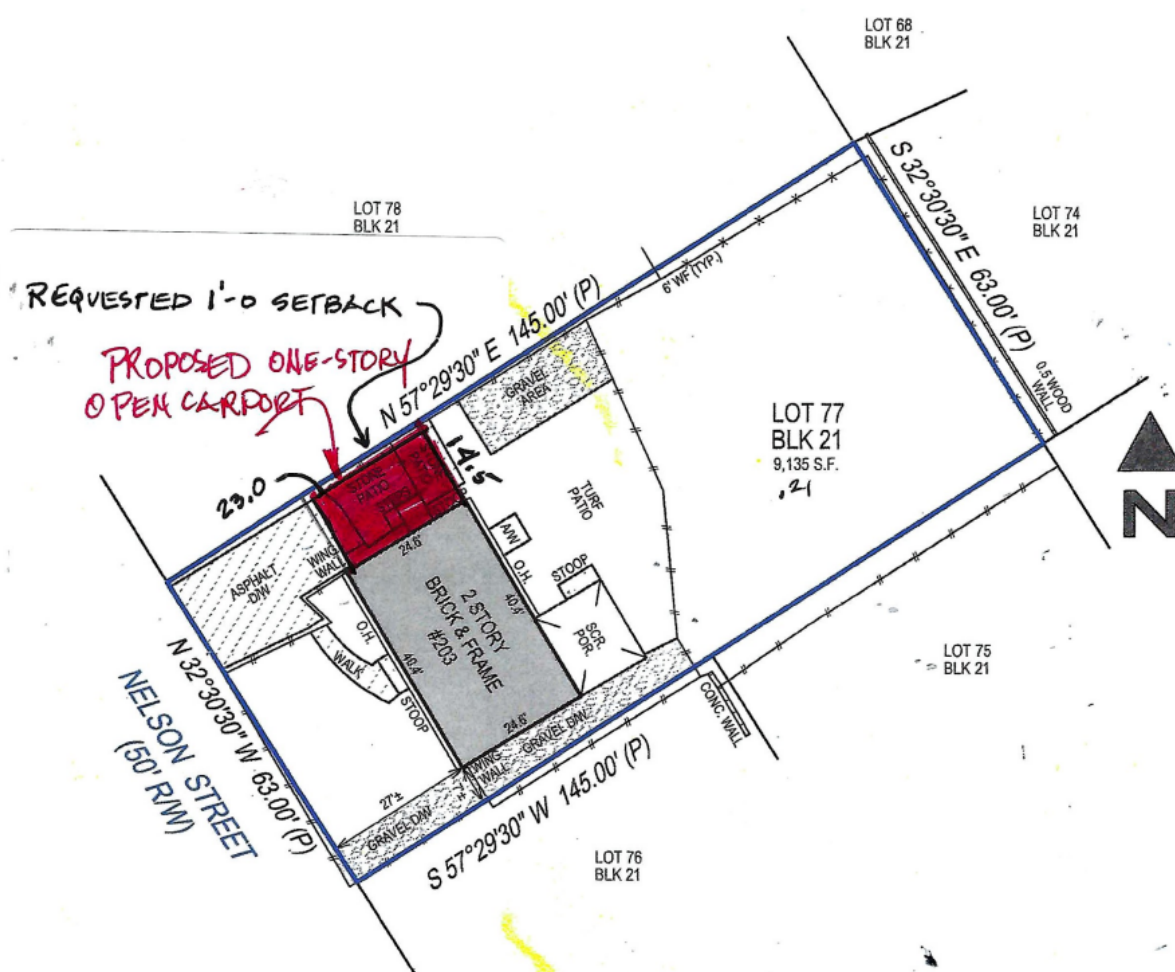 LOT 68
BLK 21
LOT 78
BLK 21
S 32°30'30" E 63.00' (P)
LOT 74
BLK 21
REQUESTED 1'-0 SETBACK
N 57°29'30" E 145.00' (P)
6' WF (TYP.)
PROPOSED ONE-STORY
OPEN CARPORT
GRAVEL
AREA
0.5 WOOD
WALL
LOT 77
BLK 21
9,135 S.F.
.21
N
14.5
23.0
STONE
PATIO
TURF
PATIO
24.6'
A/W
O.H.
WING
WALL
ASPHALT
D/W
STOOP
2 STORY
BRICK & FRAME
#203
40.4'
O.H.
SCR.
POR.
WALK
40.4'
STOOP
LOT 75
BLK 21
N 32°30'30" W 63.00' (P)
NELSON STREET
(50' R/W)
24.6'
GRAVEL D/W
CONC. WALL
WING
WALL
27'±
GRAVEL D/W
S 57°29'30" W 145.00' (P)
LOT 76
BLK 21